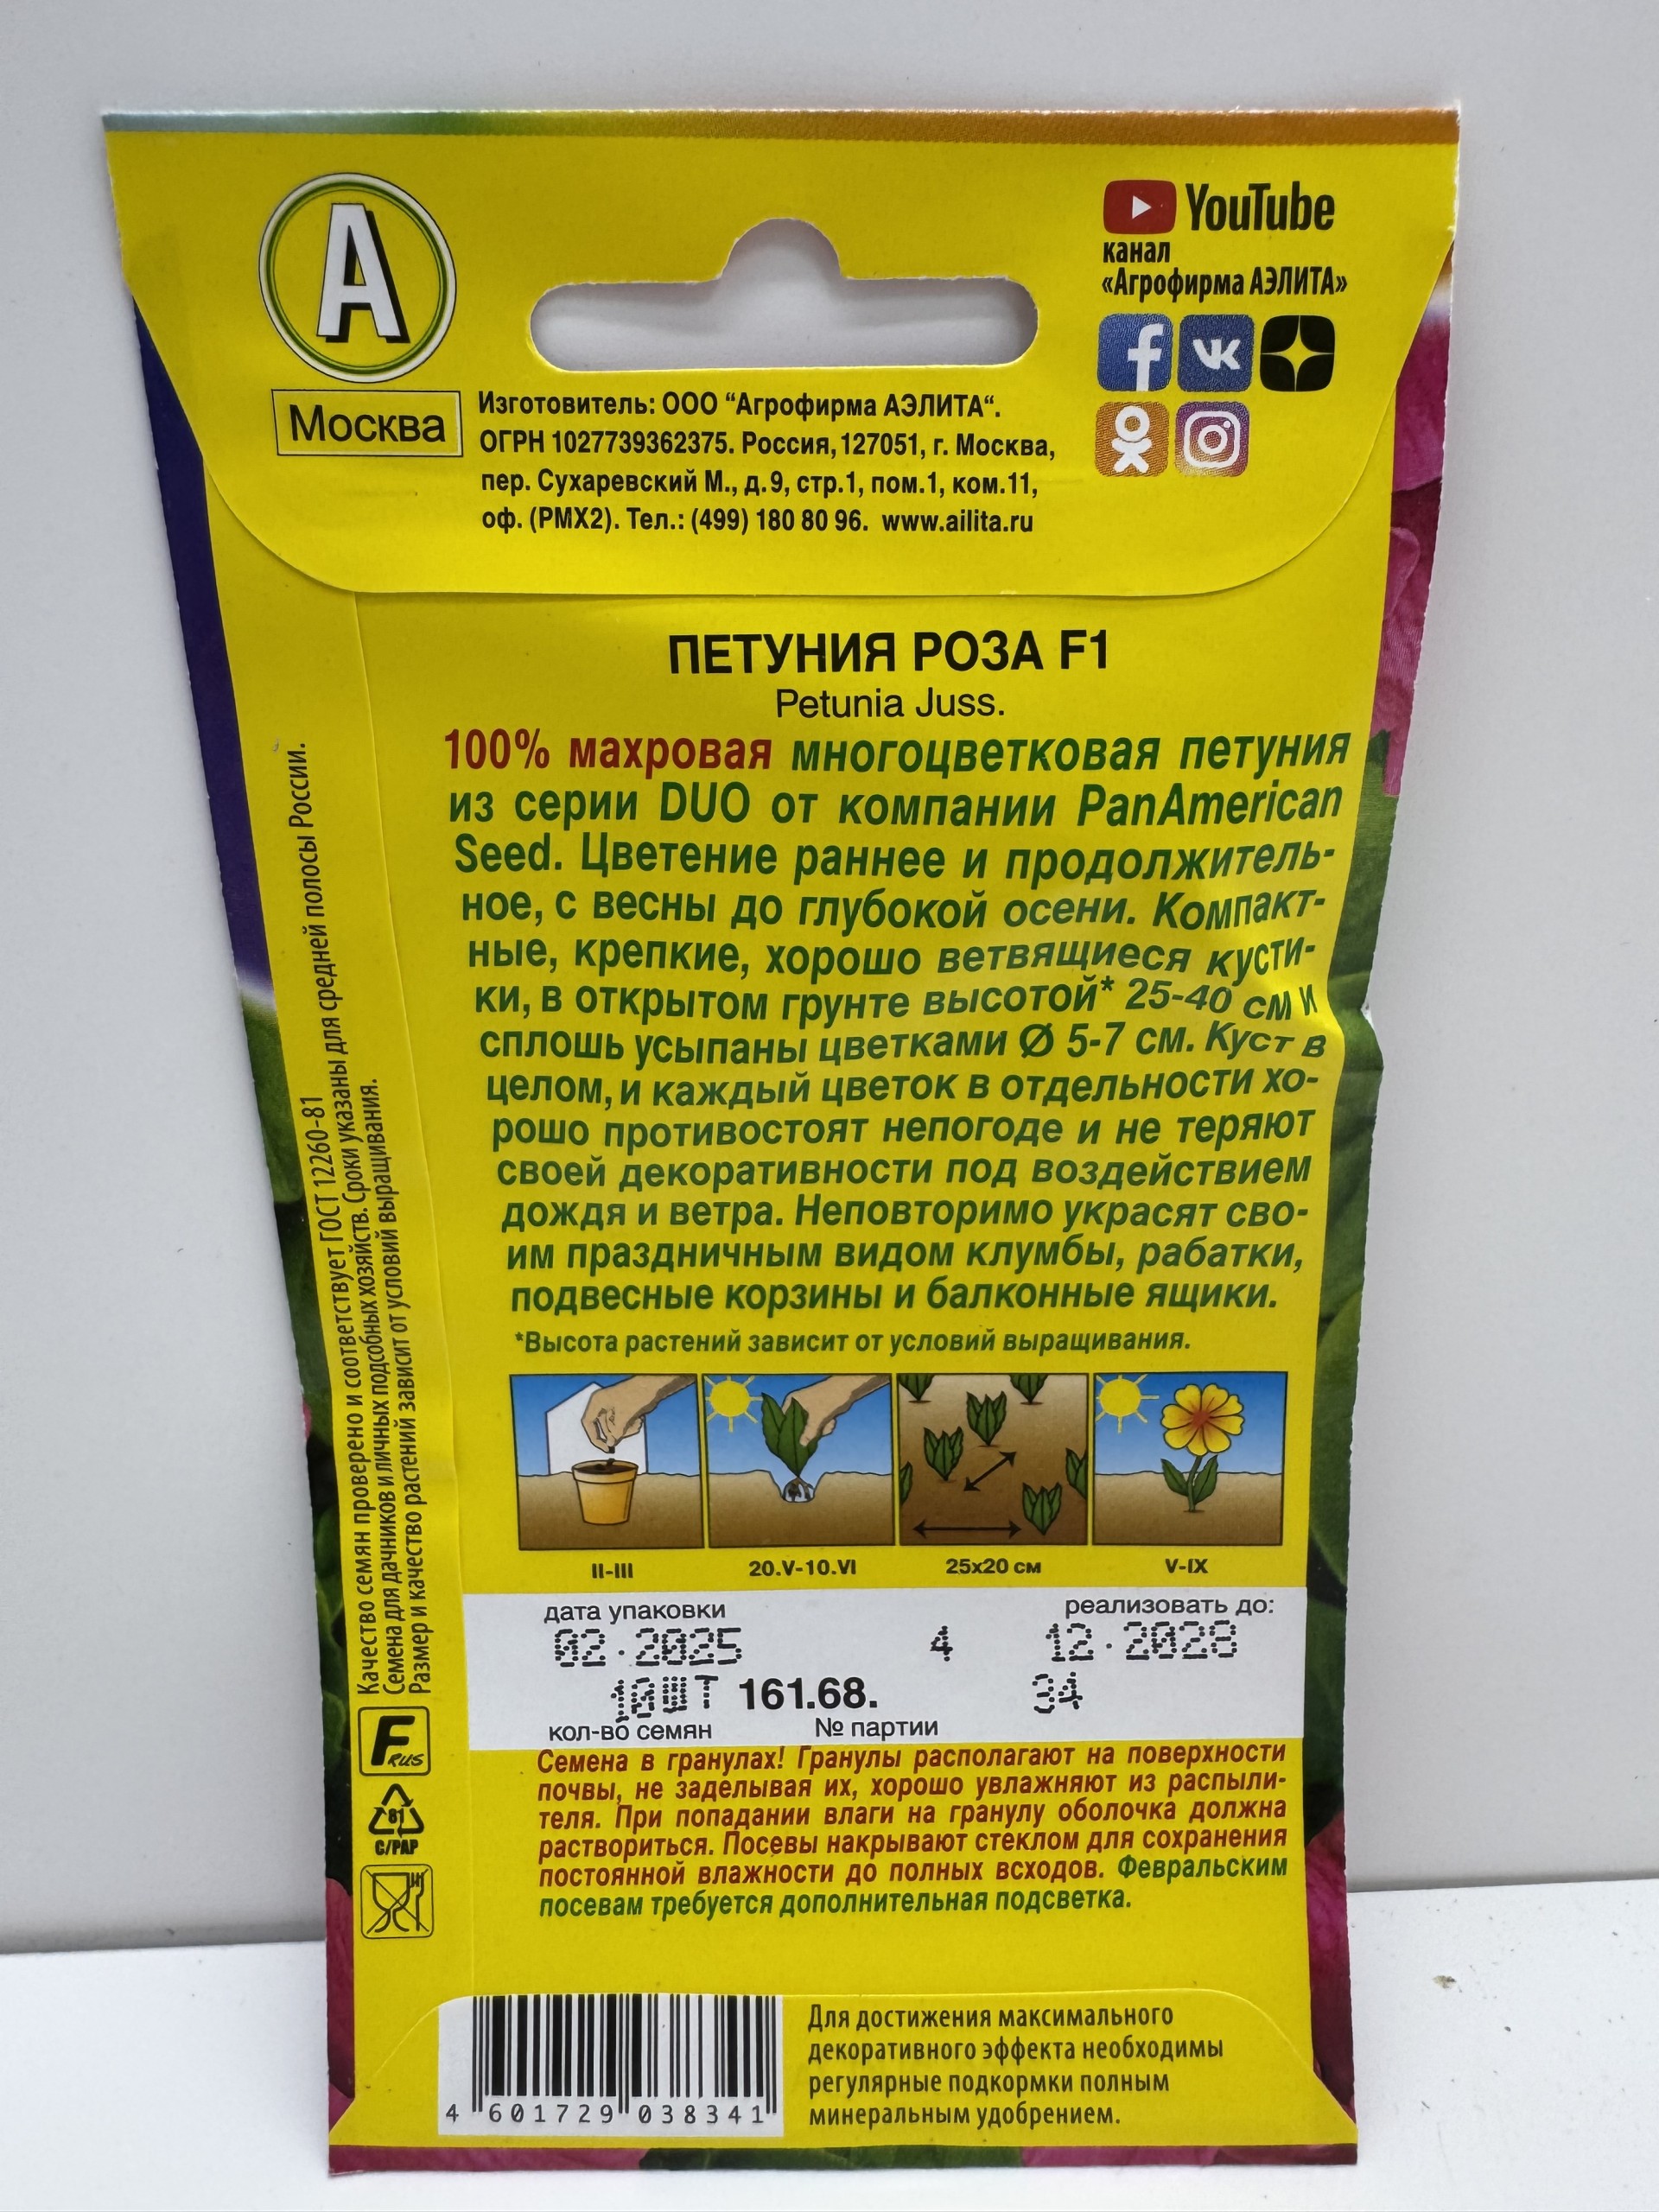 А
Москва
YouTube
канал
«Агрофирма АЭЛИТА»
Изготовитель: ООО “Агрофирма АЭЛИТА“.
ОГРН 1027739362375. Россия, 127051, г. Москва,
пер. Сухаревский М., д.9, стр.1, пом.1, ком.11,
оф. (РМХ2). Тел.: (499) 180 80 96. www.ailita.ru
ПЕТУНИЯ РОЗА F1
Petunia Juss.
100% махровая многоцветковая петуния
из серии DUO от компании PanAmerican
Seed. Цветение раннее и продолжитель-
ное, с весны до глубокой осени. Компакт-
ные, крепкие, хорошо ветвящиеся кусти-
ки, в открытом грунте высотой* 25-40 см и
сплошь усыпаны цветками Ø 5-7 см. Куст в
целом, и каждый цветок в отдельности хо-
рошо противостоят непогоде и не теряют
своей декоративности под воздействием
дождя и ветра. Неповторимо украсят сво-
им праздничным видом клумбы, рабатки,
подвесные корзины и балконные ящики.
*Высота растений зависит от условий выращивания.
II-III
20.V-10.VI
25x20 см
V-IX
дата упаковки
реализовать до:
02.2025 4 12.2028
10ШТ 161.68. 34
кол-во семян № партии
Семена в гранулах! Гранулы располагают на поверхности
почвы, не заделывая их, хорошо увлажняют из распыли-
теля. При попадании влаги на гранулу оболочка должна
раствориться. Посевы накрывают стеклом для сохранения
постоянной влажности до полных всходов. Февральским
посевам требуется дополнительная подсветка.
Качество семян проверено и соответствует ГОСТ 12260-81
Семена для дачников и личных подсобных хозяйств. Сроки указаны для средней полосы России.
Размер и качество растений зависит от условий выращивания.
F RUS
81
C/PAP
4 601729 038341
Для достижения максимального
декоративного эффекта необходимы
регулярные подкормки полным
минеральным удобрением.